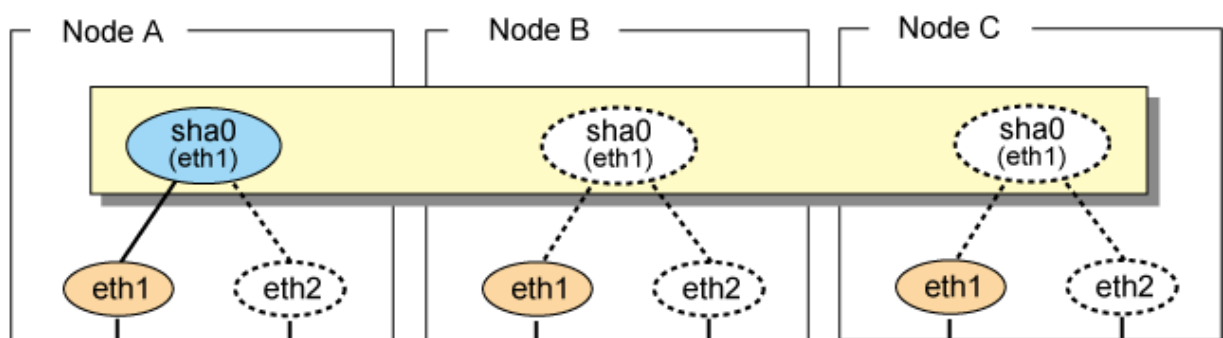 Node A
Node B
Node C
sha0
(eth1)
sha0
(eth1)
sha0
(eth1)
eth1
eth2
eth1
eth2
eth1
eth2